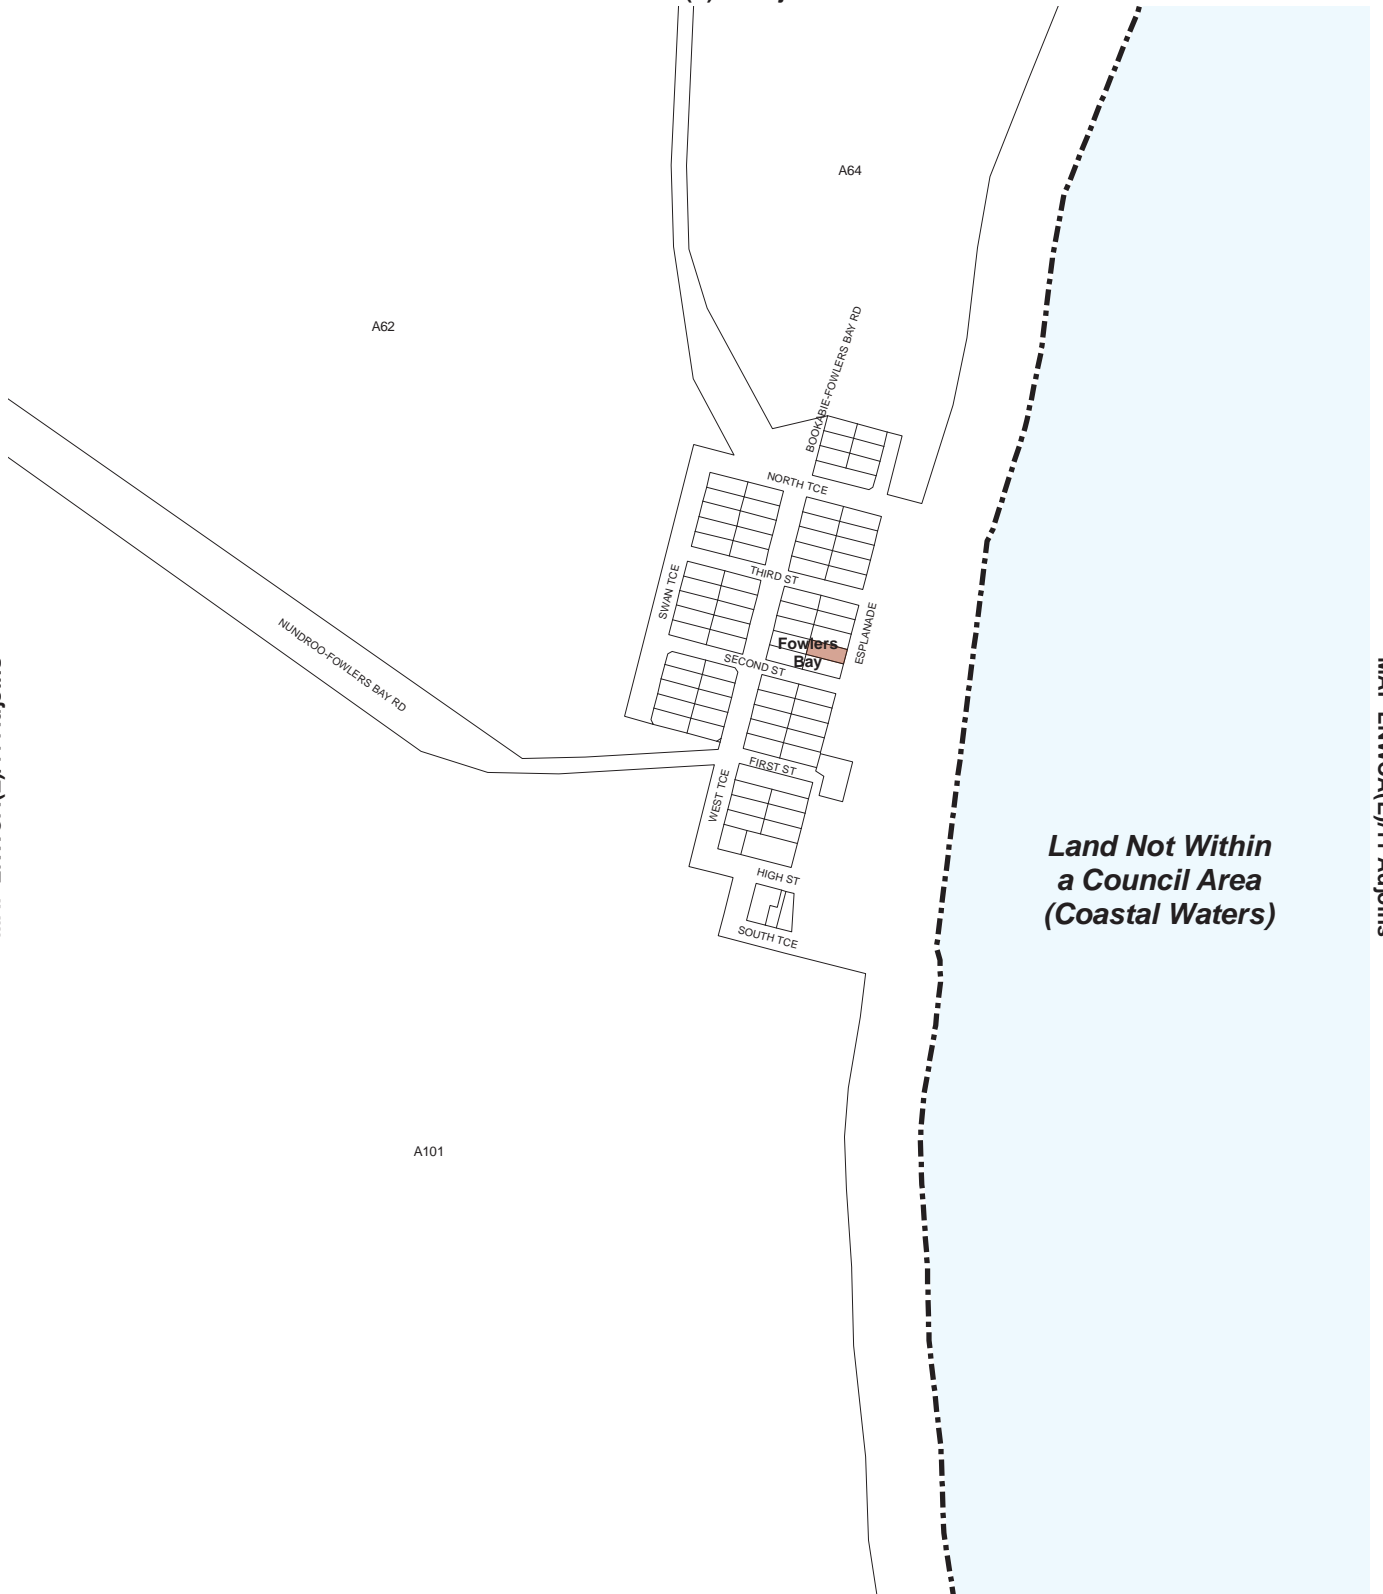 A64
A62
BOOKABIE-FOWLERS BAY RD
NORTH TCE
THIRD ST
SWAN TCE
ESPLANADE
Fowlers
Bay
SECOND ST
NUNDROO-FOWLERS BAY RD
FIRST ST
WEST TCE
Land Not Within
a Council Area
(Coastal Waters)
HIGH ST
SOUTH TCE
A101